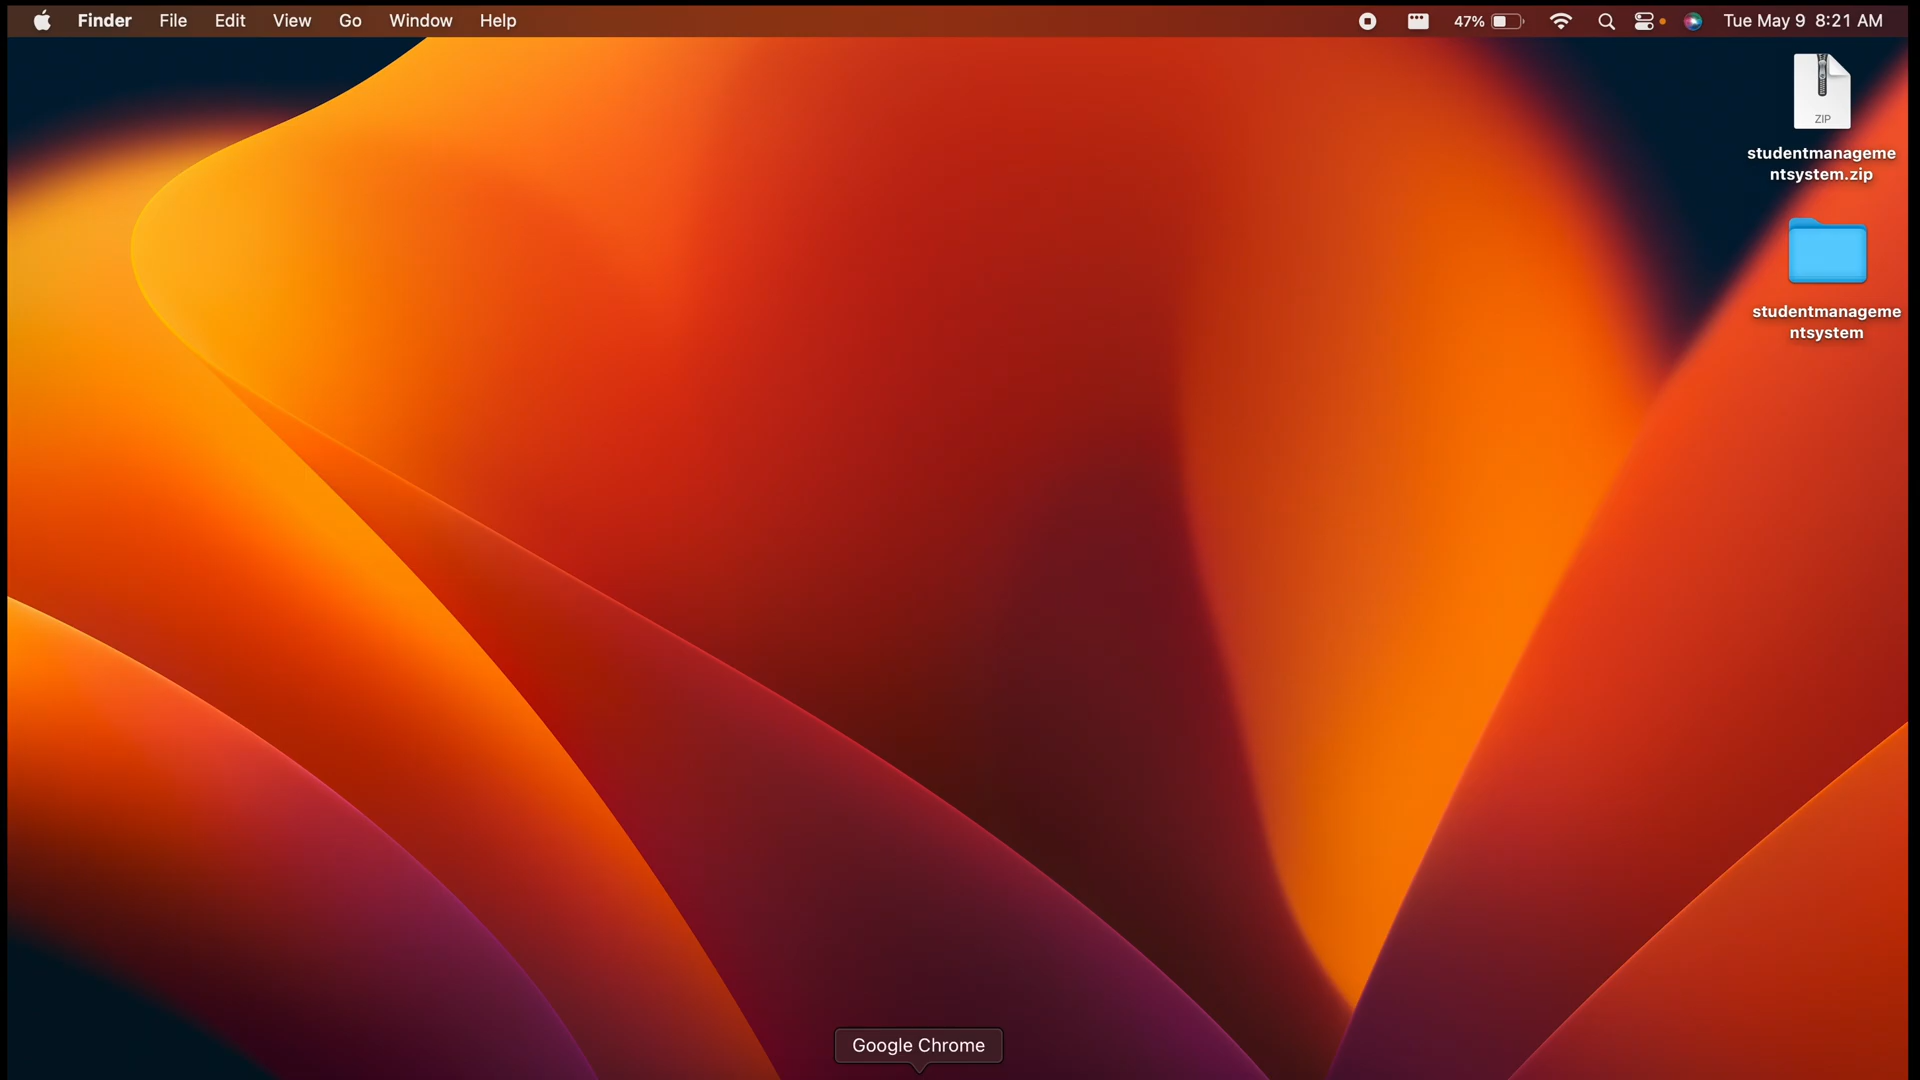 Finder File Edit View Go Window Help 47% Tue May 9 8:21 AM
ZIP
studentmanageme
ntsystem.zip
studentmanageme
ntsystem
Google Chrome